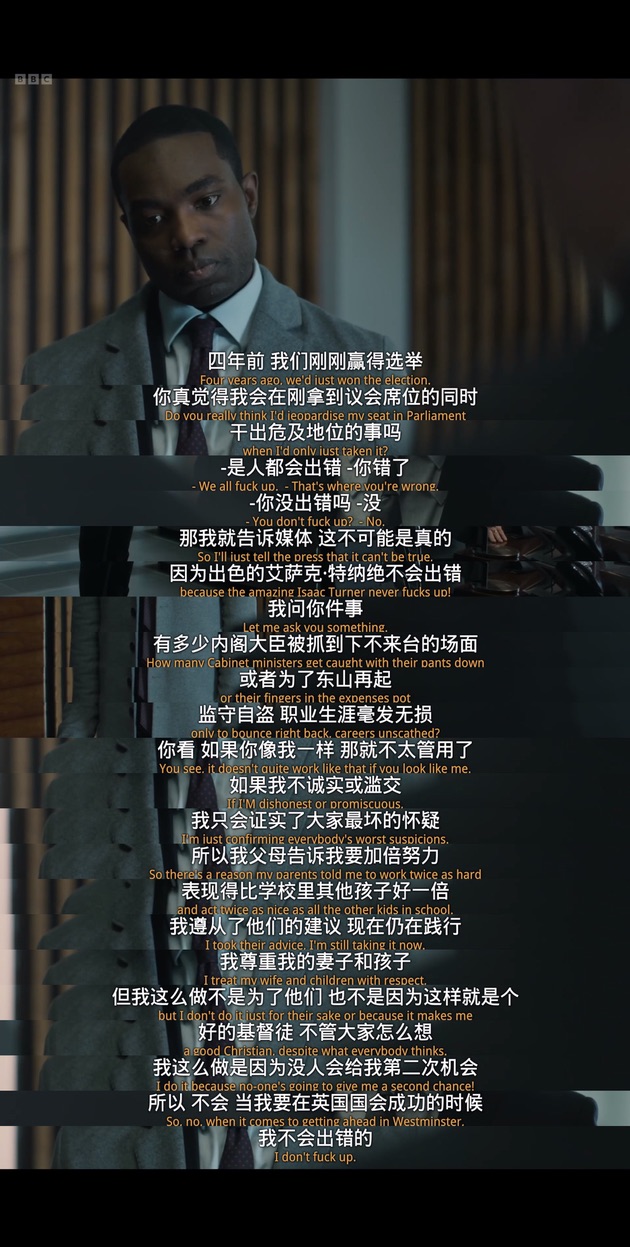 BBC
四年前 我们刚刚赢得选举
Four years ago, we'd just won the election.
你真觉得我会在刚拿到议会席位的同时
Do you really think I'd jeopardise my seat in Parliament
干出危及地位的事吗
when I'd only just taken it?
-是人都会出错 -你错了
- We all fuck up. - That's where you're wrong.
-你没出错吗 -没
- You don't fuck up? - No.
那我就告诉媒体 这不可能是真的
So I'll just tell the press that it can't be true.
因为出色的艾萨克·特纳绝不会出错
because the amazing Isaac Turner never fucks up!
我问你件事
Let me ask you something.
有多少内阁大臣被抓到下不来台的场面
How many Cabinet ministers get caught with their pants down
或者为了东山再起
or their fingers in the expenses pot
监守自盗 职业生涯毫发无损
only to bounce right back, careers unscathed?
你看 如果你像我一样 那就不太管用了
You see, it doesn't quite work like that if you look like me.
如果我不诚实或滥交
If I'M dishonest or promiscuous,
我只会证实了大家最坏的怀疑
I'm just confirming everybody's worst suspicions.
所以我父母告诉我要加倍努力
So there's a reason my parents told me to work twice as hard
表现得比学校里其他孩子好一倍
and act twice as nice as all the other kids in school.
我遵从了他们的建议 现在仍在践行
I took their advice. I'm still taking it now.
我尊重我的妻子和孩子
I treat my wife and children with respect.
但我这么做不是为了他们 也不是因为这样就是个
but I don't do it just for their sake or because it makes me
好的基督徒 不管大家怎么想
a good Christian, despite what everybody thinks.
我这么做是因为没人会给我第二次机会
I do it because no-one's going to give me a second chance!
所以 不会 当我要在英国国会成功的时候
So, no, when it comes to getting ahead in Westminster,
我不会出错的
I don't fuck up.